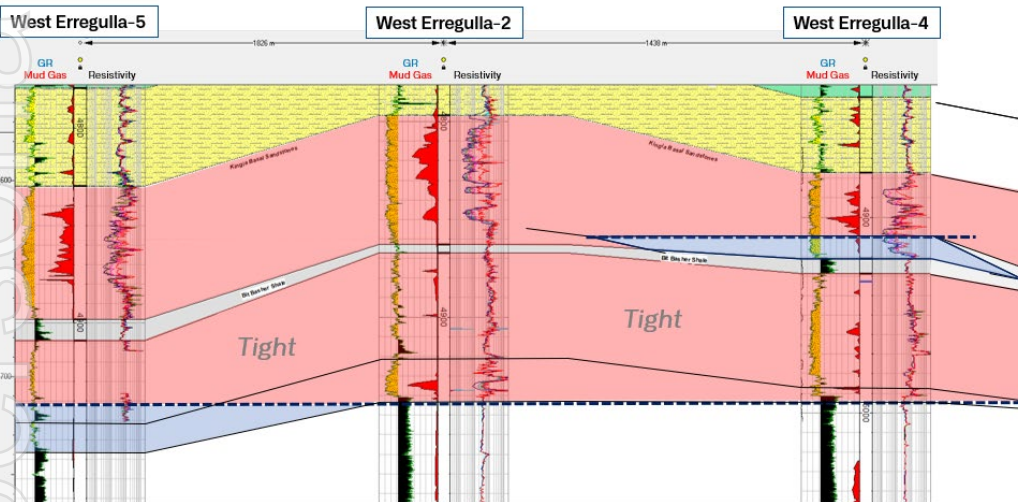 West Erregulla-5
West Erregulla-2
West Erregulla-4
1826 m
1438 m
GR
Mud Gas
Resistivity
GR
Mud Gas
Resistivity
GR
Mud Gas
Resistivity
4800
4800
Kingia Basal Sandstones
Kingia Basal Sandstones
600
4900
Bit Basher Shale
Bit Basher Shale
4900
4900
Tight
Tight
700